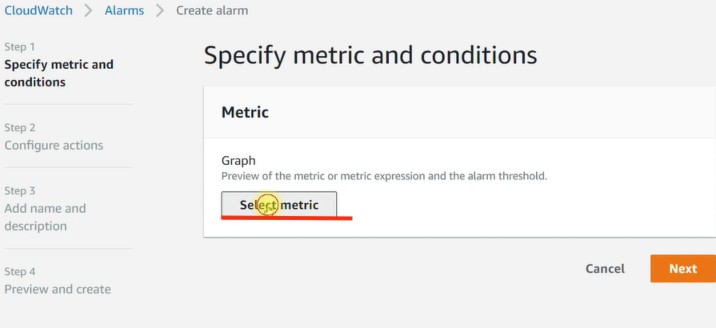 CloudWatch > Alarms > Create alarm
Step 1
Specify metric and
conditions
Step 2
Configure actions
Step 3
Add name and
description
Step 4
Preview and create
Specify metric and conditions
Metric
Graph
Preview of the metric or metric expression and the alarm threshold.
Select metric
Cancel
Next